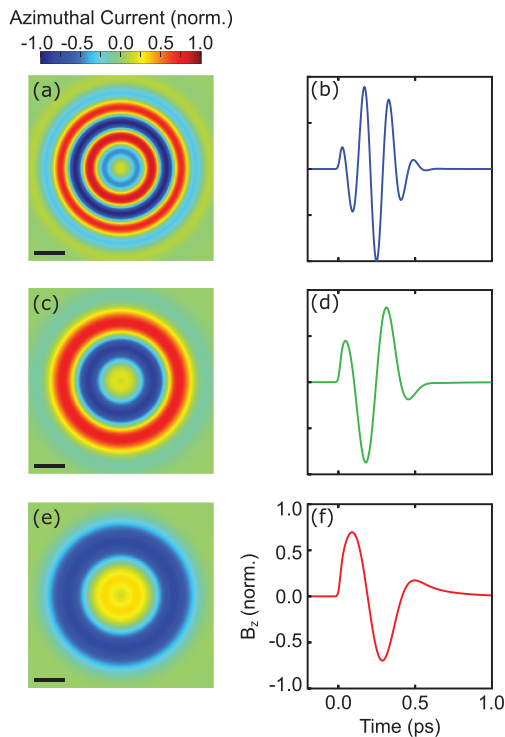 Azimuthal Current (norm.)
-1.0 -0.5 0.0 0.5 1.0
(a)
(b)
(c)
(d)
(e)
(f)
1.0
0.5
0.0
-0.5
-1.0
Bz (norm.)
0.0 0.5 1.0
Time (ps)